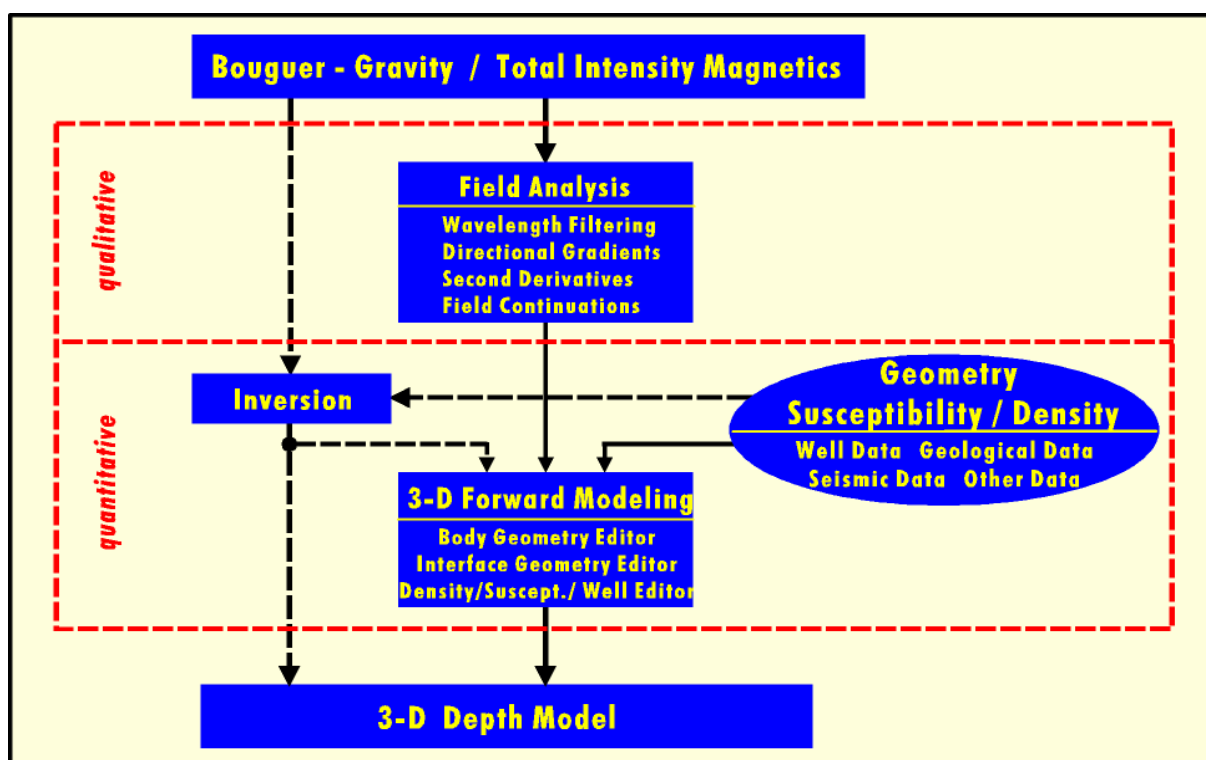 Bouguer - Gravity / Total Intensity Magnetics
qualitative
Field Analysis
Wavelength Filtering
Directional Gradients
Second Derivatives
Field Continuations
quantitative
Inversion
Geometry
Susceptibility / Density
Well Data Geological Data
Seismic Data Other Data
3-D Forward Modeling
Body Geometry Editor
Interface Geometry Editor
Density/Suscept./ Well Editor
3-D Depth Model